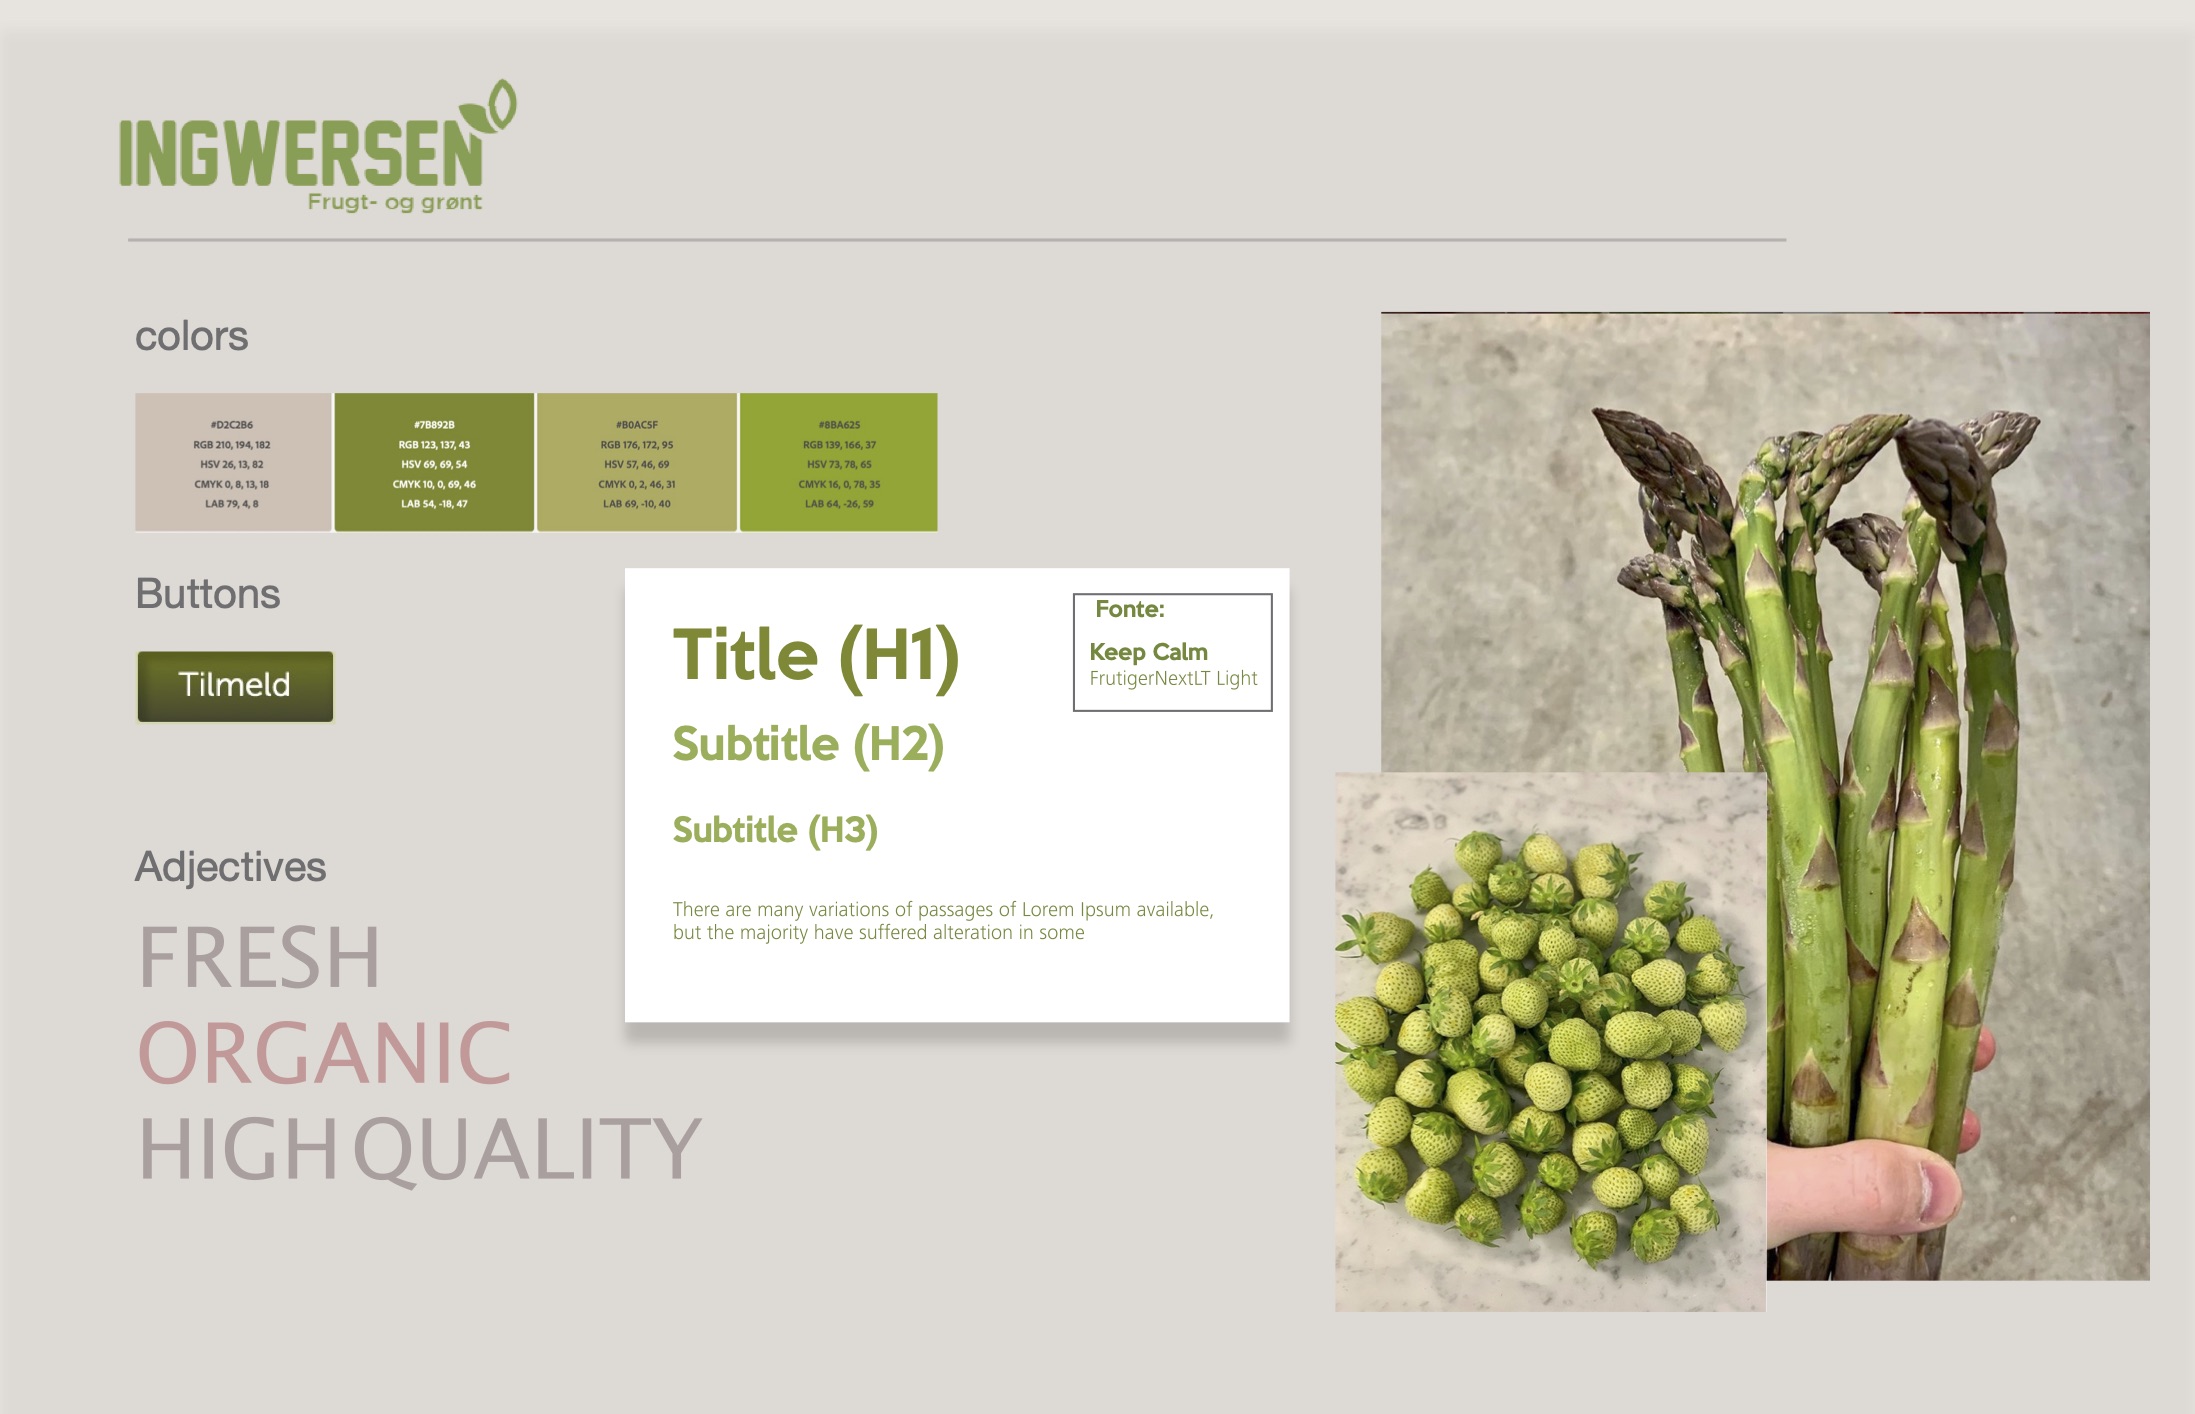 INGWERSEN
Frugt- og grønt
colors
#D2C2B6
RGB 210, 194, 182
HSV 26, 13, 82
CMYK 0, 8, 13, 18
LAB 79, 4, 8
#7B892B
RGB 123, 137, 43
HSV 69, 69, 54
CMYK 10, 0, 69, 46
LAB 54, -18, 47
#B0AC5F
RGB 176, 172, 95
HSV 57, 46, 69
CMYK 0, 2, 46, 31
LAB 69, -10, 40
#8BA625
RGB 139, 166, 37
HSV 73, 78, 65
CMYK 16, 0, 78, 35
LAB 64, -26, 59
Buttons
Tilmeld
Title (H1)
Subtitle (H2)
Subtitle (H3)
There are many variations of passages of Lorem Ipsum available,
but the majority have suffered alteration in some
Fonte:
Keep Calm
FrutigerNextLT Light
Adjectives
FRESH
ORGANIC
HIGH QUALITY